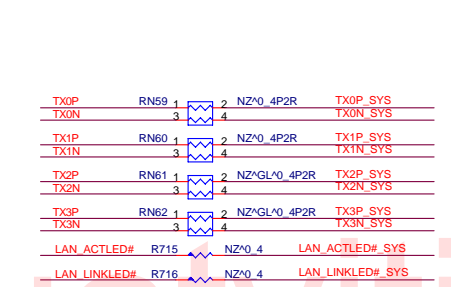 TX0P RN59 1 2 NZ^0_4P2R TX0P_SYS
TX0N 3 4 TX0N_SYS
TX1P RN60 1 2 NZ^0_4P2R TX1P_SYS
TX1N 3 4 TX1N_SYS
TX2P RN61 1 2 NZ^GL^0_4P2R TX2P_SYS
TX2N 3 4 TX2N_SYS
TX3P RN62 1 2 NZ^GL^0_4P2R TX3P_SYS
TX3N 3 4 TX3N_SYS
LAN_ACTLED# R715 NZ^0_4 LAN_ACTLED#_SYS
LAN_LINKLED# R716 NZ^0_4 LAN_LINKLED#_SYS